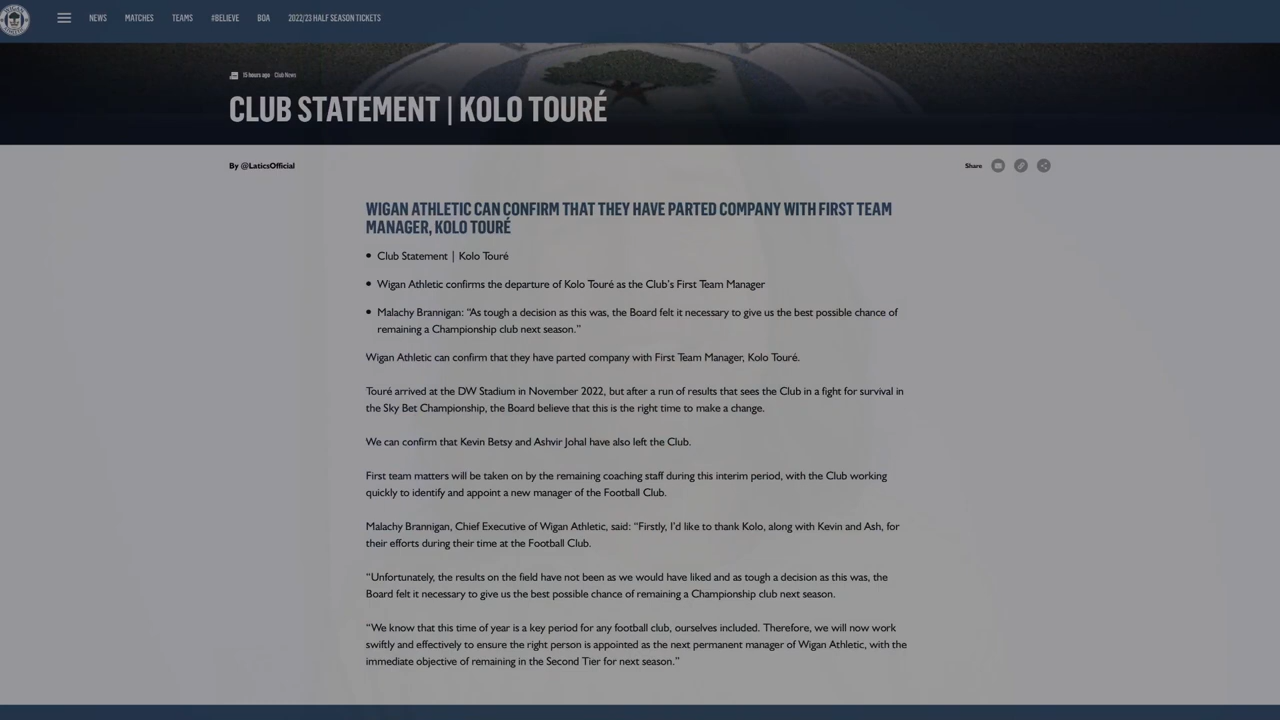 WIGAN
NEWS MATCHES TEAMS #BELIEVE BOA 2022/23 HALF SEASON TICKETS
15 hours ago Club News
CLUB STATEMENT | KOLO TOURÉ
By @LaticsOfficial
Share
WIGAN ATHLETIC CAN CONFIRM THAT THEY HAVE PARTED COMPANY WITH FIRST TEAM
MANAGER, KOLO TOURÉ
• Club Statement | Kolo Touré
• Wigan Athletic confirms the departure of Kolo Touré as the Club's First Team Manager
• Malachy Brannigan: “As tough a decision as this was, the Board felt it necessary to give us the best possible chance of
remaining a Championship club next season.”
Wigan Athletic can confirm that they have parted company with First Team Manager, Kolo Touré.
Touré arrived at the DW Stadium in November 2022, but after a run of results that sees the Club in a fight for survival in
the Sky Bet Championship, the Board believe that this is the right time to make a change.
We can confirm that Kevin Betsy and Ashvir Johal have also left the Club.
First team matters will be taken on by the remaining coaching staff during this interim period, with the Club working
quickly to identify and appoint a new manager of the Football Club.
Malachy Brannigan, Chief Executive of Wigan Athletic, said: “Firstly, I'd like to thank Kolo, along with Kevin and Ash, for
their efforts during their time at the Football Club.
“Unfortunately, the results on the field have not been as we would have liked and as tough a decision as this was, the
Board felt it necessary to give us the best possible chance of remaining a Championship club next season.
“We know that this time of year is a key period for any football club, ourselves included. Therefore, we will now work
swiftly and effectively to ensure the right person is appointed as the next permanent manager of Wigan Athletic, with the
immediate objective of remaining in the Second Tier for next season.”